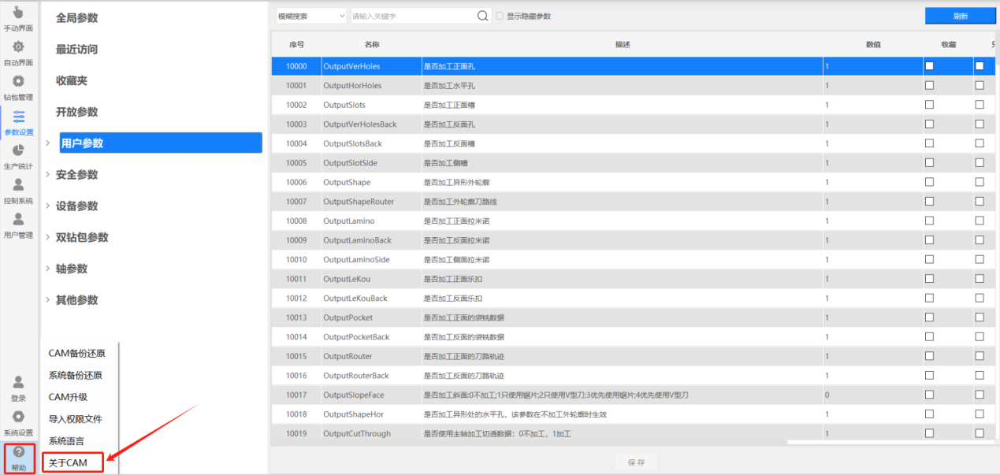 手动界面
自动界面
钻包管理
参数设置
生产统计
控制系统
用户管理
登录
系统设置
帮助
全局参数
最近访问
收藏夹
开放参数
用户参数
安全参数
设备参数
双钻包参数
轴参数
其他参数
CAM备份还原
系统备份还原
CAM升级
导入权限文件
系统语言
关于CAM
模糊搜索 请输入关键字 显示隐藏参数 刷新
序号 名称 描述 数值 收藏
10000 OutputVerHoles 是否加工正面孔 1
10001 OutputHorHoles 是否加工水平孔 1
10002 OutputSlots 是否加工正面槽 1
10003 OutputVerHolesBack 是否加工反面孔 1
10004 OutputSlotsBack 是否加工反面槽 1
10005 OutputSlotSide 是否加工侧槽 1
10006 OutputShape 是否加工异形外轮廓 1
10007 OutputShapeRouter 是否加工外轮廓刀路线 1
10008 OutputLamino 是否加工正面拉米诺 1
10009 OutputLaminoBack 是否加工反面拉米诺 1
10010 OutputLaminoSide 是否加工侧面拉米诺 1
10011 OutputLeKou 是否加工正面乐扣 1
10012 OutputLeKouBack 是否加工反面乐扣 1
10013 OutputPocket 是否加工正面的袋铣数据 1
10014 OutputPocketBack 是否加工反面的袋铣数据 1
10015 OutputRouter 是否加工正面的刀路轨迹 1
10016 OutputRouterBack 是否加工反面的刀路轨迹 1
10017 OutputSlopeFace 是否加工斜面:0不加工;1只使用锯片;2只使用V型刀;3优先使用锯片;4优先使用V型刀 0
10018 OutputShapeHor 是否加工异形处的水平孔，该参数在不加工外轮廓时生效 1
10019 OutputCutThrough 是否使用主轴加工切透数据：0不加工，1加工 1
保存